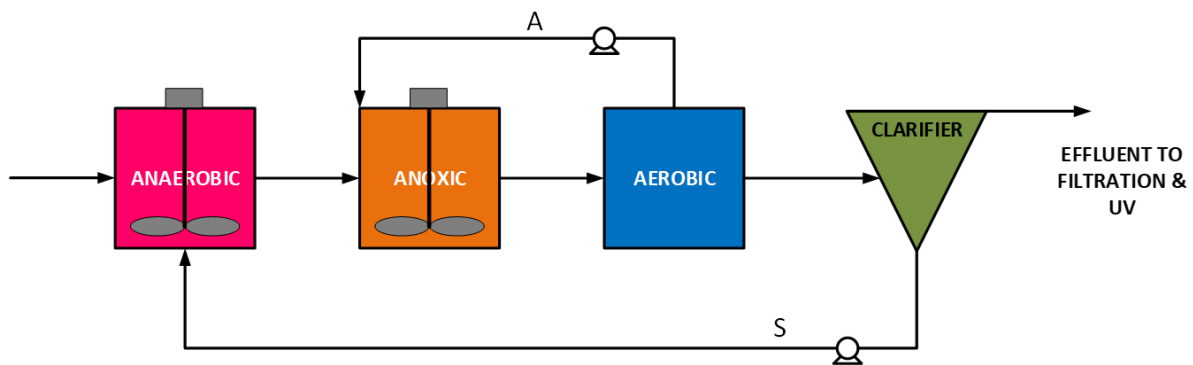 A
ANAEROBIC
ANOXIC
AEROBIC
CLARIFIER
EFFLUENT TO
FILTRATION &
UV
S